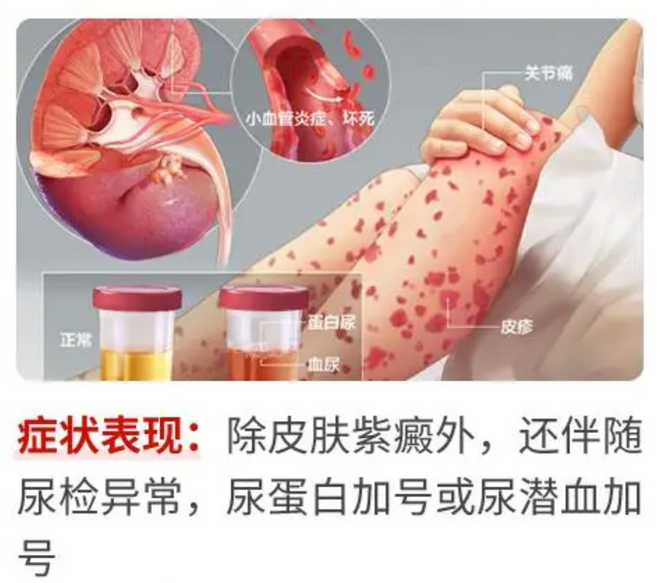 关节痛
小血管炎症、坏死
蛋白尿
皮疹
正常
血尿
症状表现：除皮肤紫癜外，还伴随
尿检异常，尿蛋白加号或尿潜血加
号